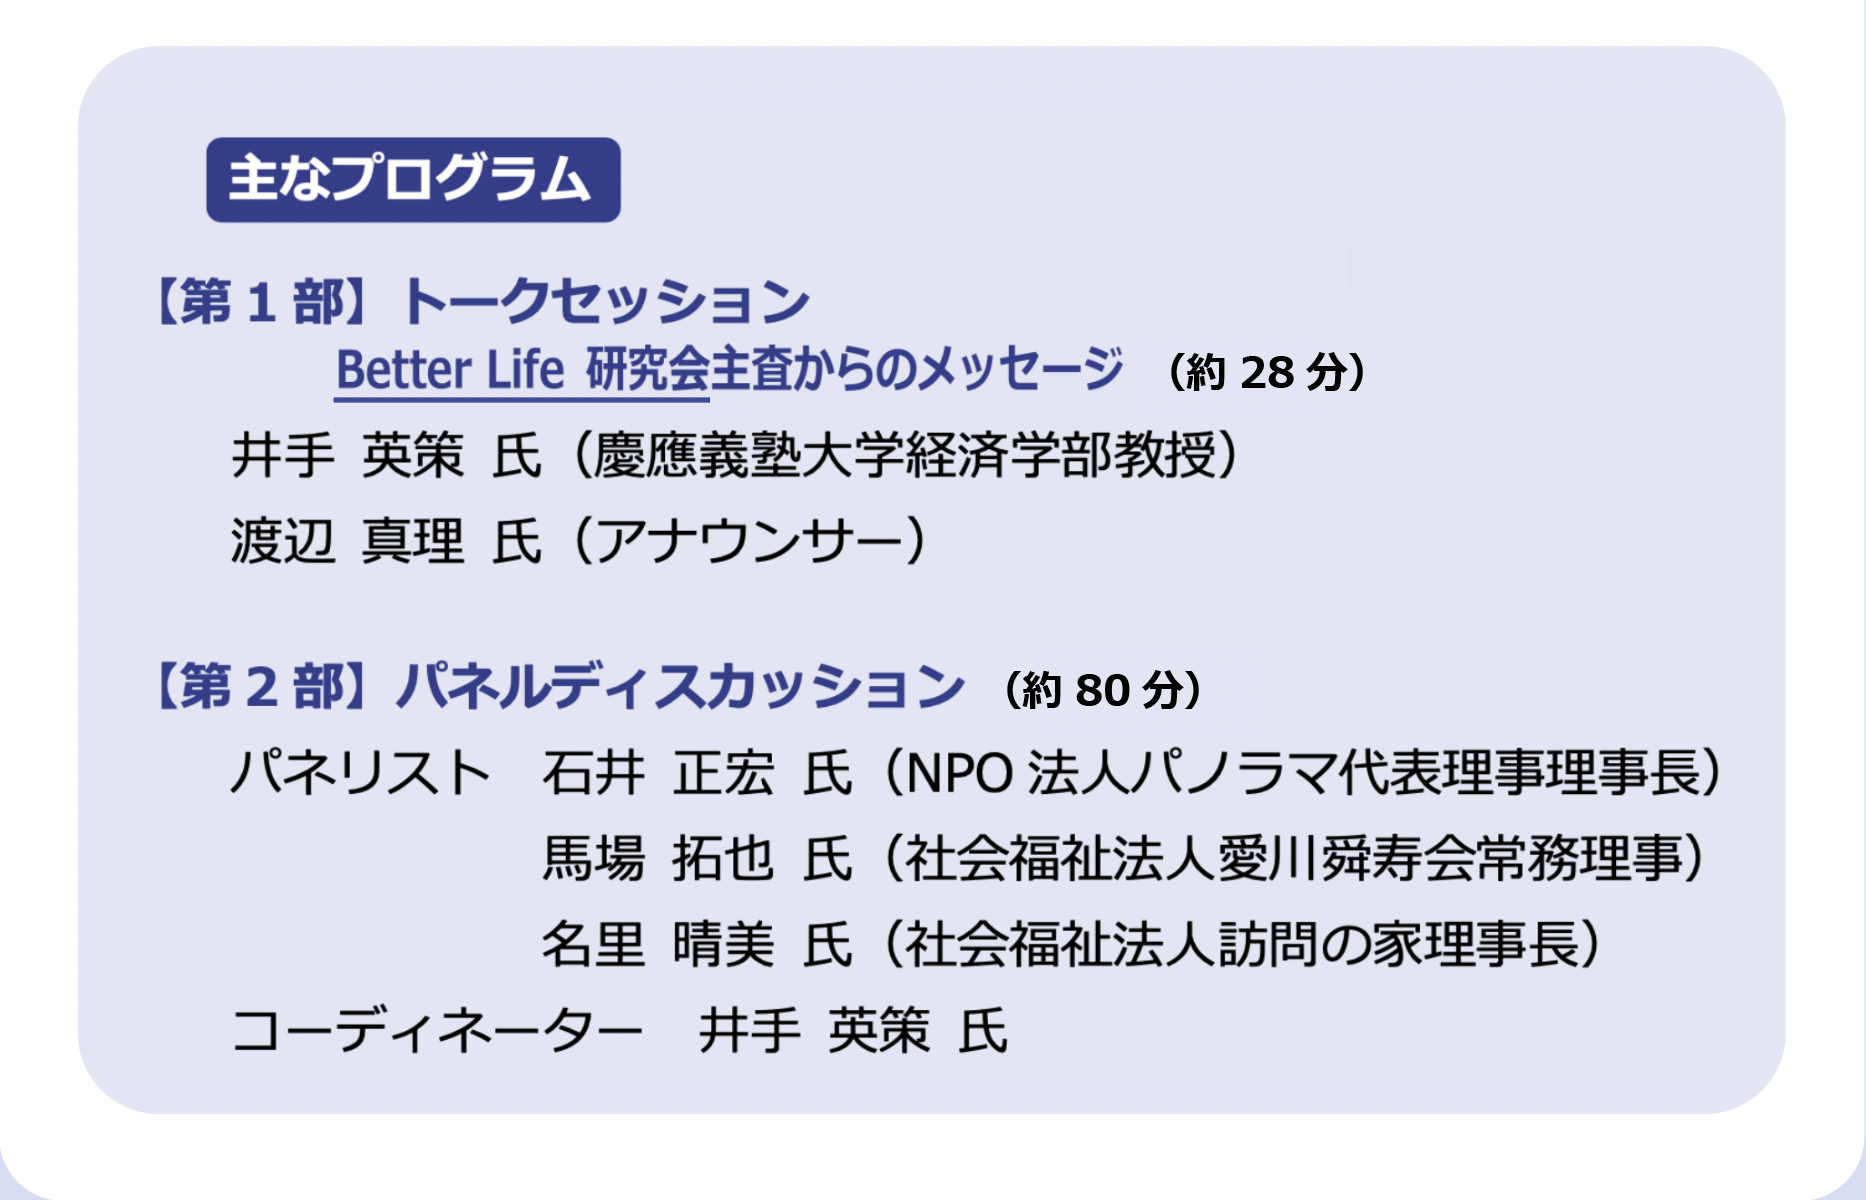 主なプログラム
【第1部】トークセッション
Better Life 研究会主査からのメッセージ （約 28 分）
井手 英策 氏（慶應義塾大学経済学部教授）
渡辺 真理 氏（アナウンサー）
【第2部】パネルディスカッション （約 80 分）
パネリスト 石井 正宏 氏（NPO 法人パノラマ代表理事理事長）
馬場 拓也 氏（社会福祉法人愛川舜寿会常務理事）
名里 晴美 氏（社会福祉法人訪問の家理事長）
コーディネーター 井手 英策 氏